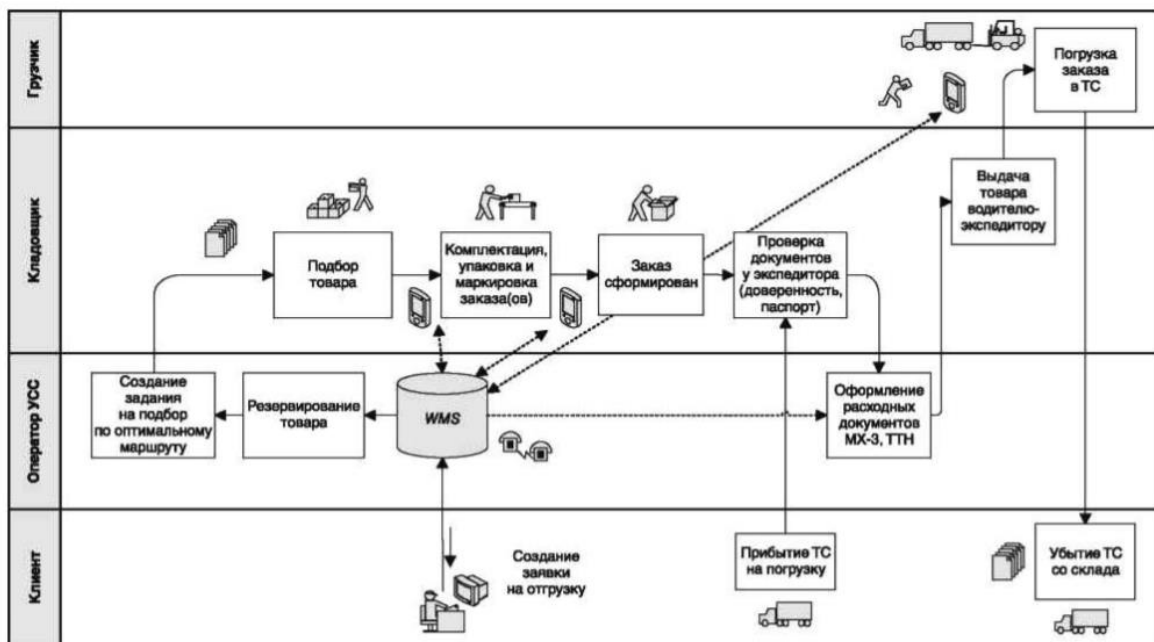 Грузчик
Погрузка
заказа
в ТС
Кладовщик
Подбор
товара
Комплектация,
упаковка и
маркировка
заказа(ов)
Заказ
сформирован
Проверка
документов
у экспедитора
(доверенность,
паспорт)
Выдача
товара
водителю-
экспедитору
Оператор УСС
Создание
задания
на подбор
по оптимальному
маршруту
Резервирование
товара
WMS
Оформление
расходных
документов
МХ-3, ТТН
Клиент
Создание
заявки
на отгрузку
Прибытие ТС
на погрузку
Убытие ТС
со склада